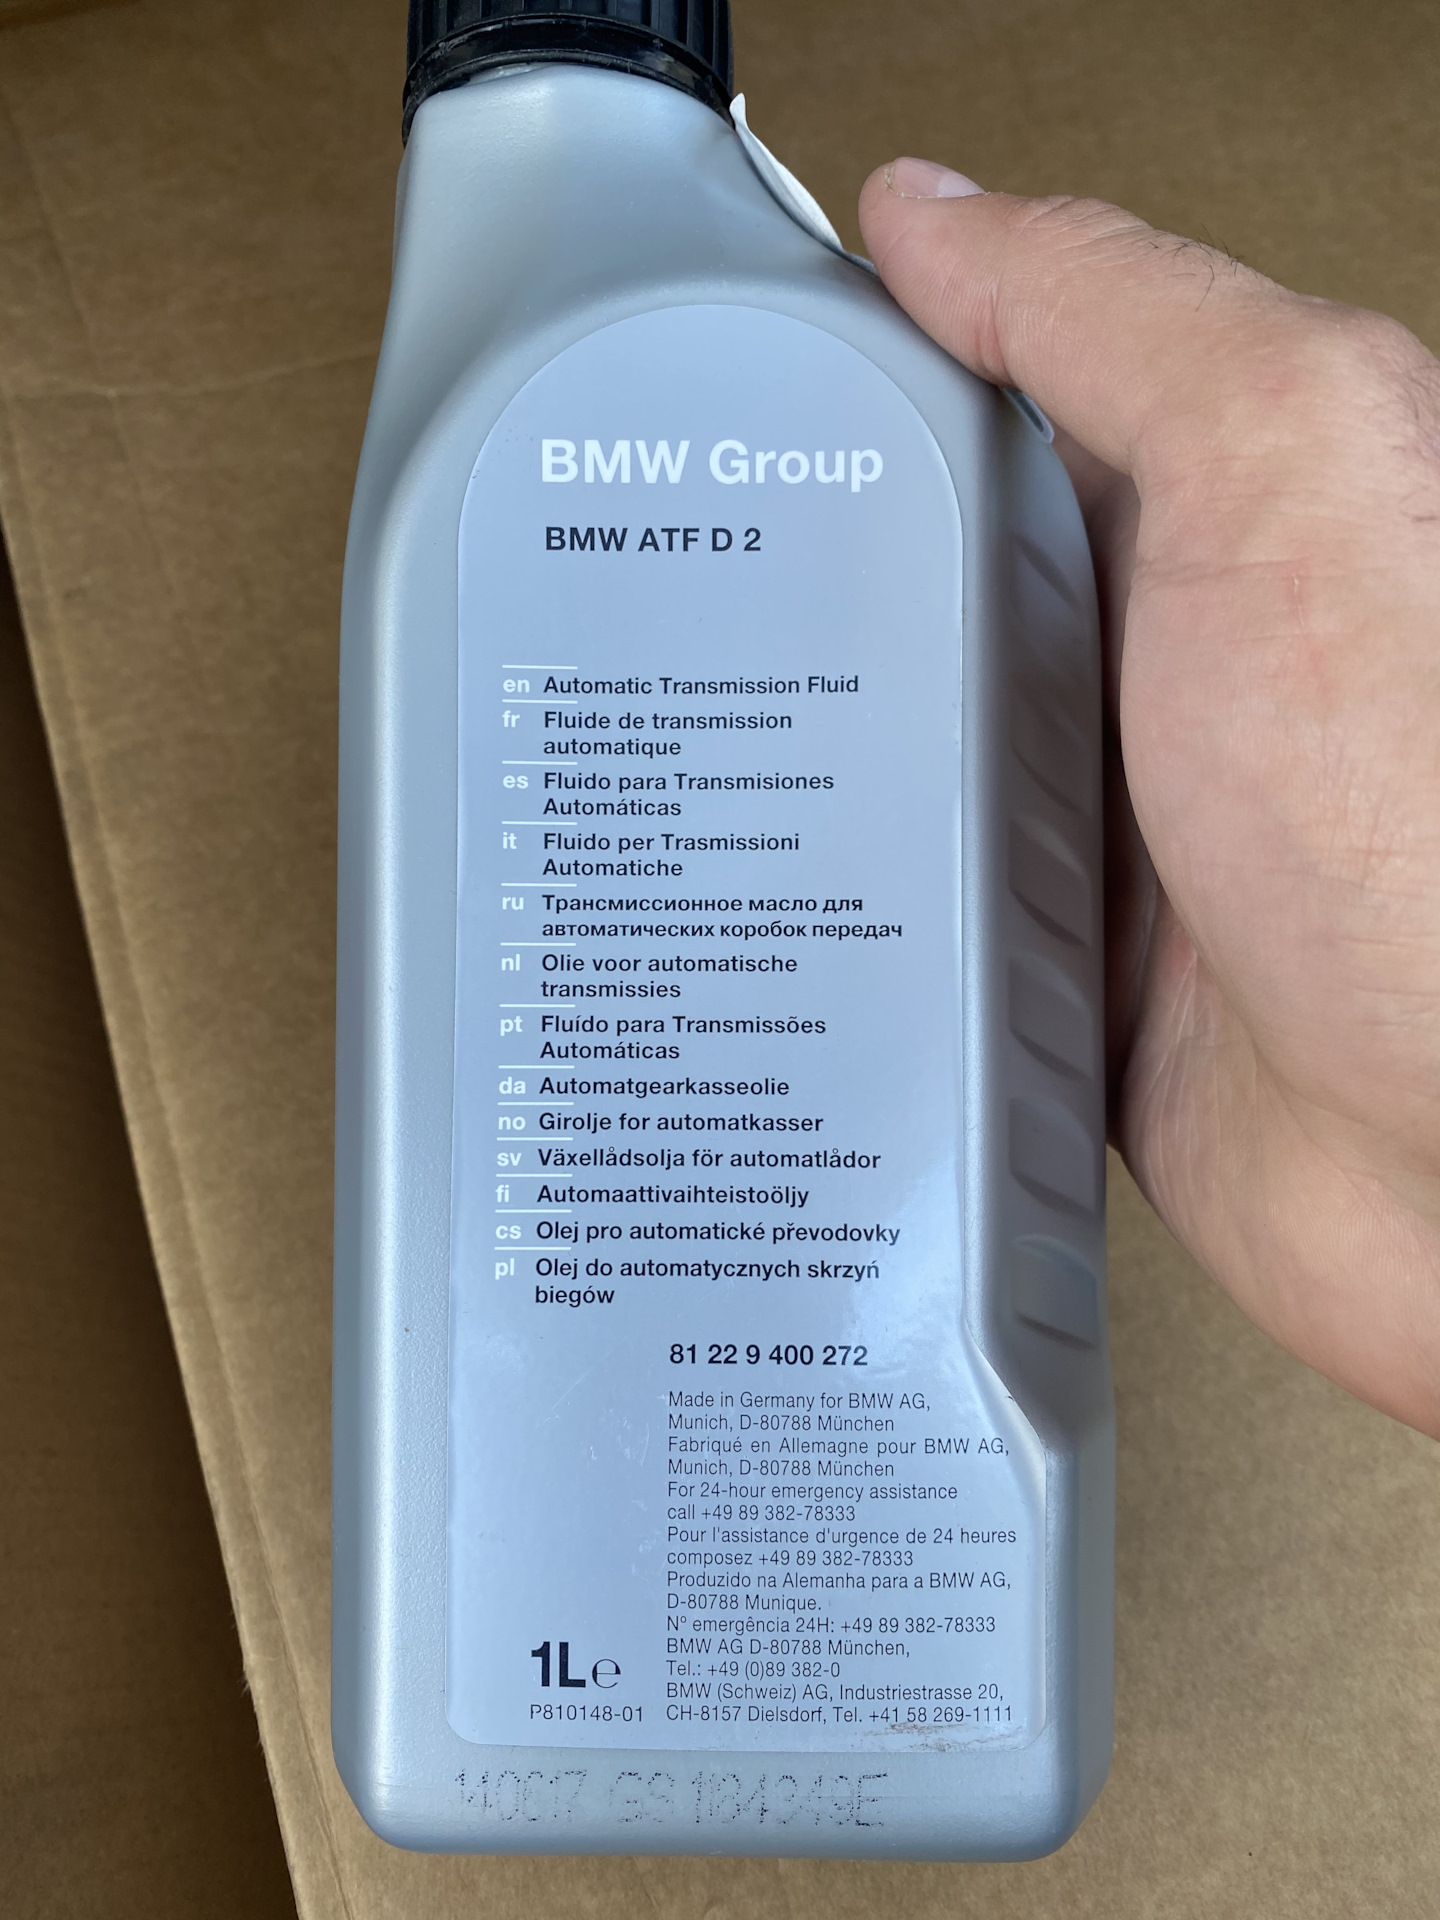 BMW Group
BMW ATF D 2
en Automatic Transmission Fluid
fr Fluide de transmission
automatique
es Fluido para Transmisiones
Automáticas
it Fluido per Trasmissioni
Automatiche
ru Трансмиссионное масло для
автоматических коробок передач
nl Olie voor automatische
transmissies
pt Fluído para Transmissões
Automáticas
da Automatgearkasseolie
no Girolje for automatkasser
sv Växellådsolja för automatlådor
fi Automaattivaihteistoöljy
cs Olej pro automatické převodovky
pl Olej do automatycznych skrzyń
biegów
81 22 9 400 272
Made in Germany for BMW AG,
Munich, D-80788 München
Fabriqué en Allemagne pour BMW AG,
Munich, D-80788 München
For 24-hour emergency assistance
call +49 89 382-78333
Pour l'assistance d'urgence de 24 heures
composez +49 89 382-78333
Produzido na Alemanha para a BMW AG,
D-80788 Munique.
Nº emergência 24H: +49 89 382-78333
BMW AG D-80788 München,
Tel.: +49 (0)89 382-0
BMW (Schweiz) AG, Industriestrasse 20,
CH-8157 Dielsdorf, Tel. +41 58 269-1111
1L℮
P810148-01